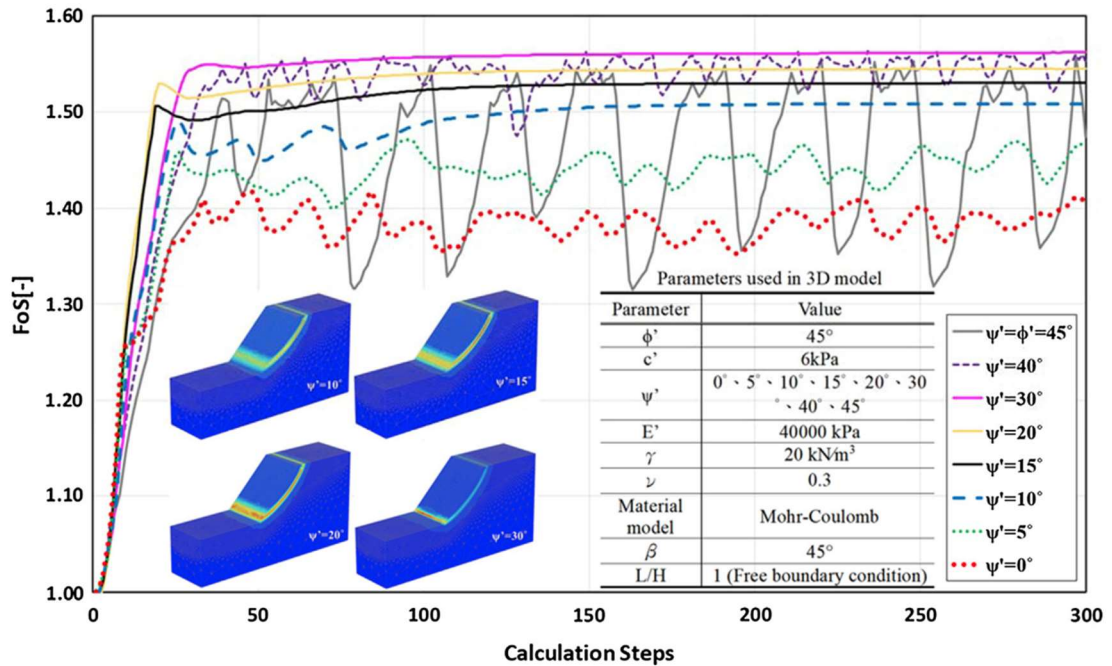 FoS[-]
1.60
1.50
1.40
1.30
1.20
1.10
1.00
0
50
100
150
200
250
300
Calculation Steps
ψ'=10°
ψ'=15°
ψ'=20°
ψ'=30°
Parameters used in 3D model
Parameter Value
ϕ' 45°
c' 6kPa
ψ' 0°、5°、10°、15°、20°、30
°、40°、45°
E' 40000 kPa
γ 20 kN/m³
ν 0.3
Material
model Mohr-Coulomb
β 45°
L/H 1 (Free boundary condition)
ψ'=ϕ'=45°
ψ'=40°
ψ'=30°
ψ'=20°
ψ'=15°
ψ'=10°
ψ'=5°
ψ'=0°